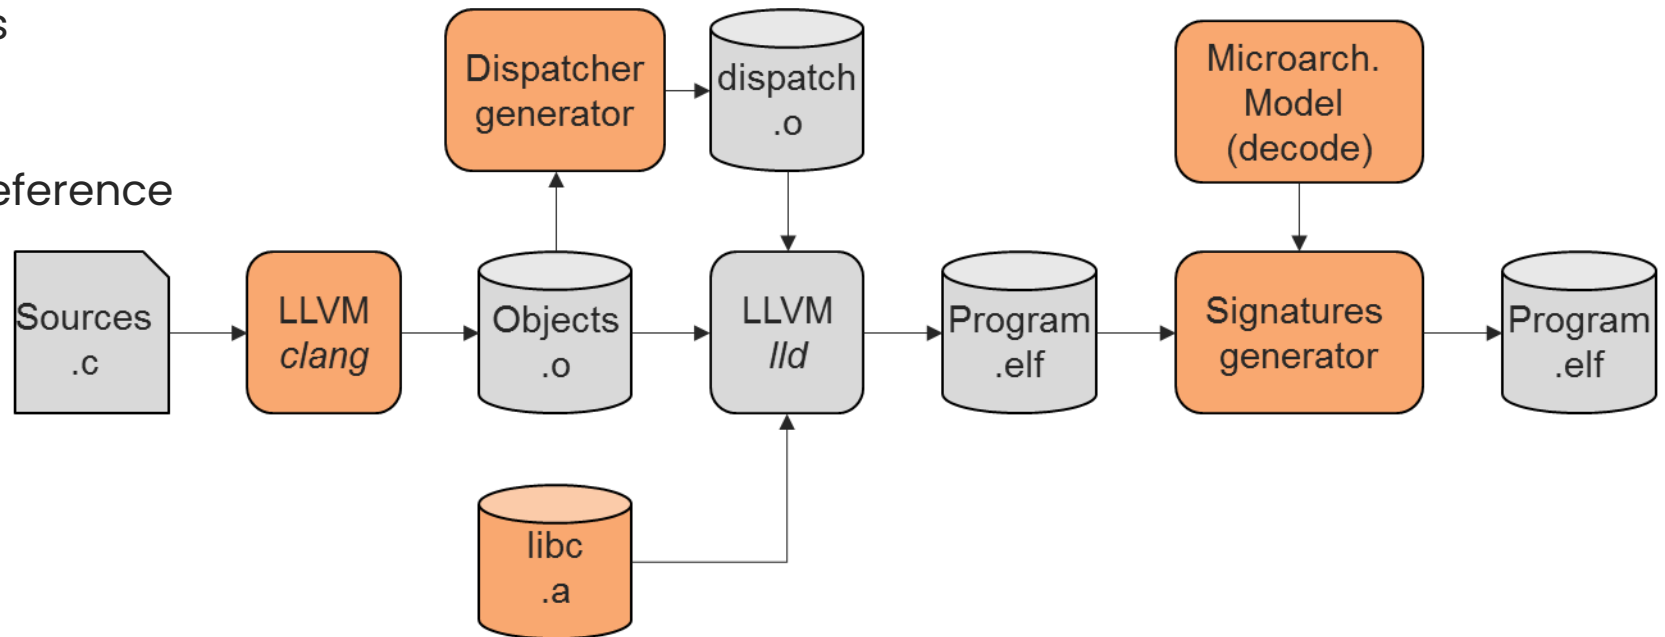 s
eference
Dispatcher
generator
dispatch
.o
Microarch.
Model
(decode)
Sources
.c
LLVM
clang
Objects
.o
LLVM
lld
Program
.elf
Signatures
generator
Program
.elf
libc
.a